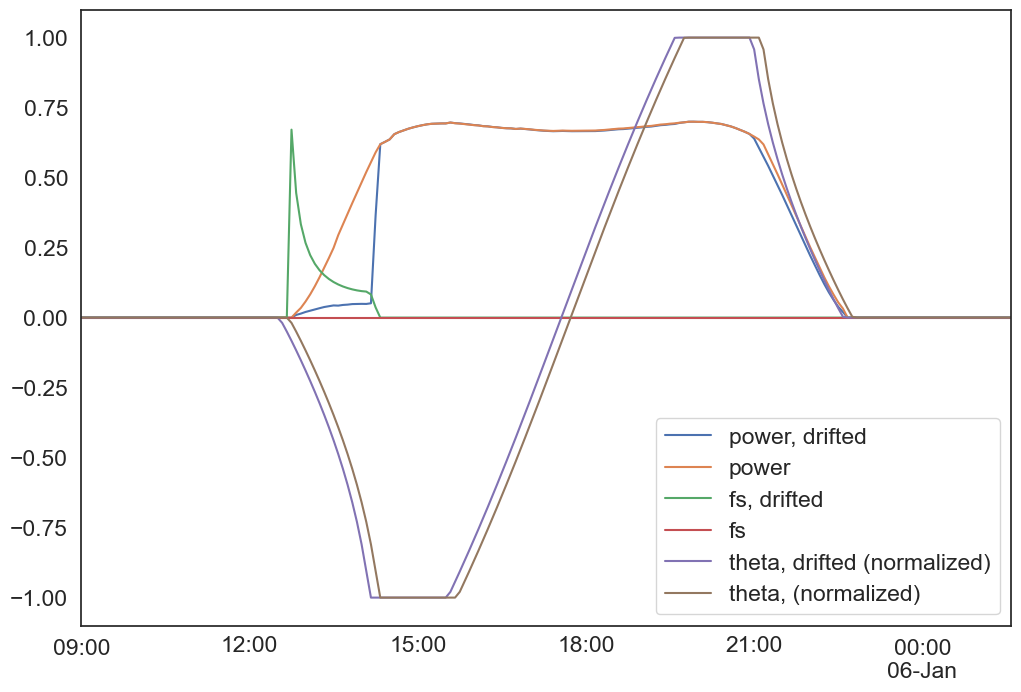 1.00
0.75
0.50
0.25
0.00
−0.25
−0.50
−0.75
−1.00
power, drifted
power
fs, drifted
fs
theta, drifted (normalized)
theta, (normalized)
09:00 12:00 15:00 18:00 21:00 00:00
06-Jan